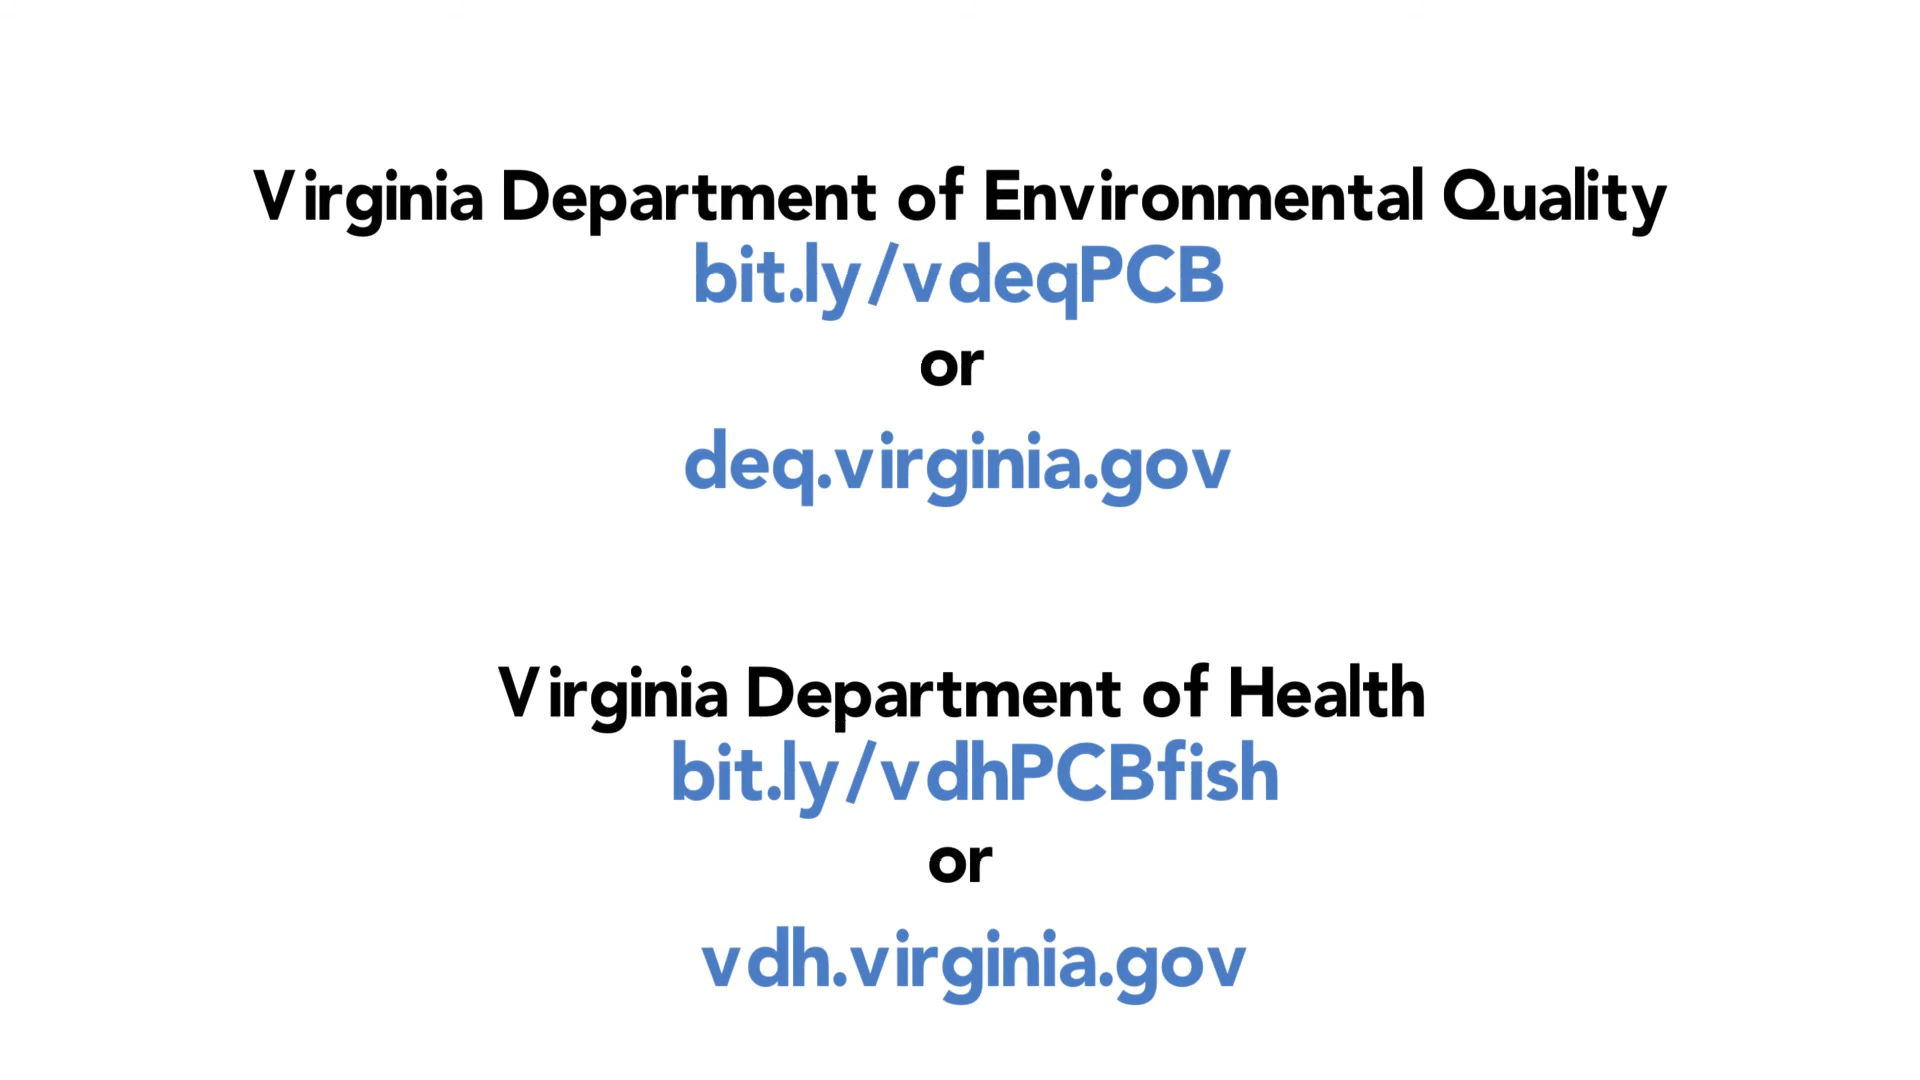 Virginia Department of Environmental Quality
bit.ly/vdeqPCB
or
deq.virginia.gov
Virginia Department of Health
bit.ly/vdhPCBfish
or
vdh.virginia.gov